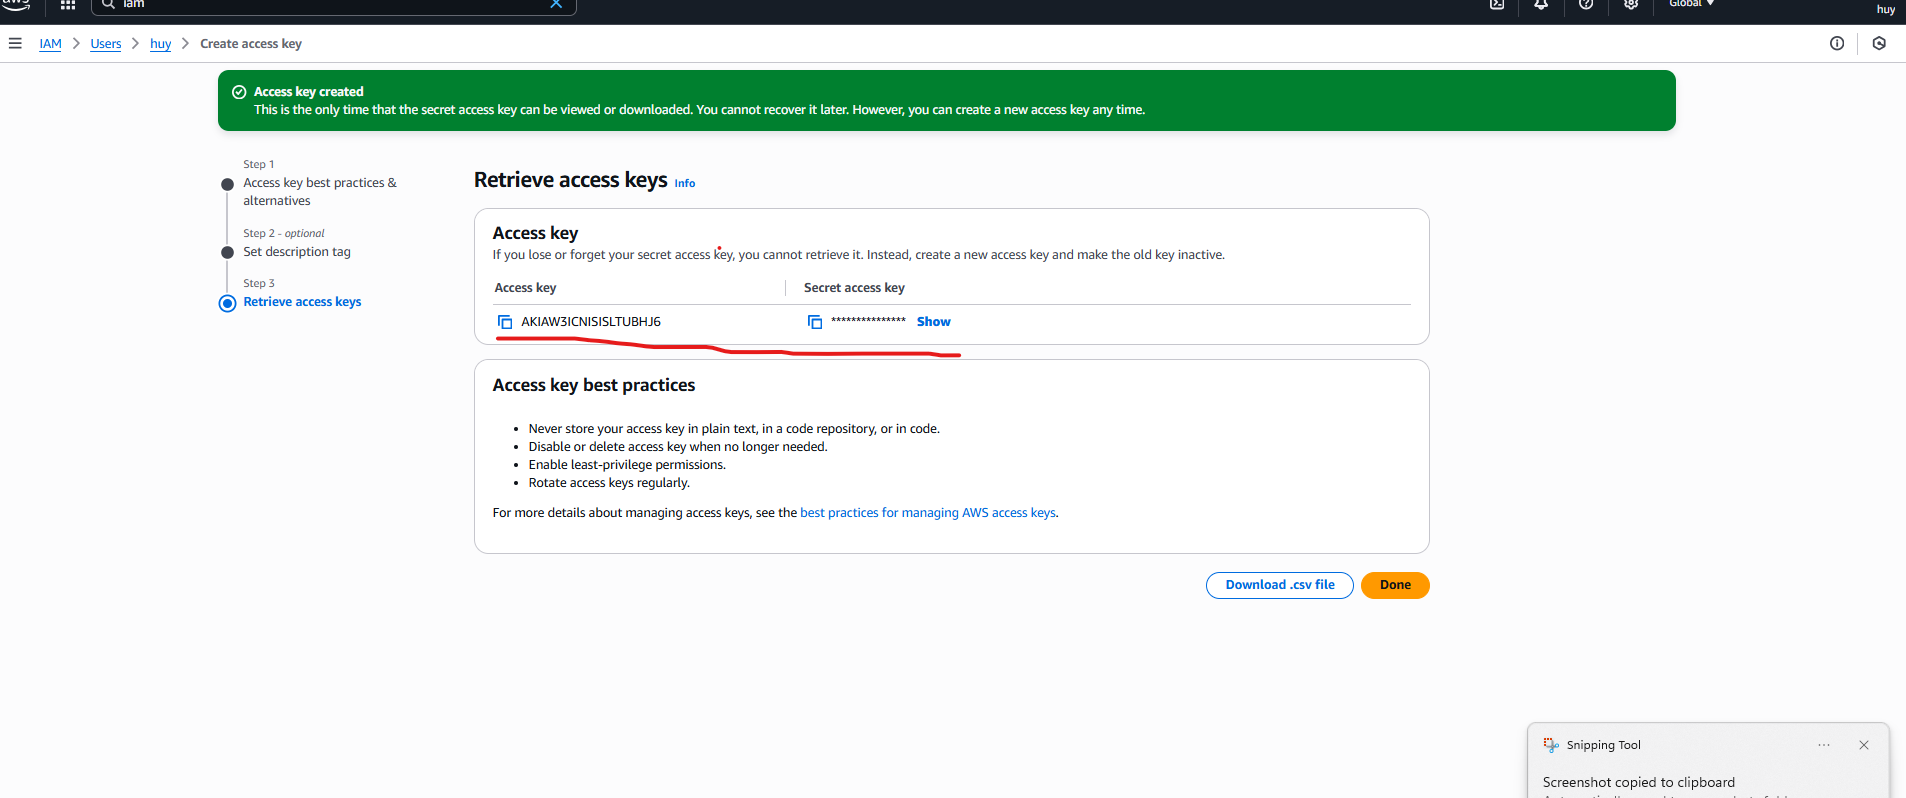 aws
iam
Global
huy
IAM
Users
huy
Create access key
Access key created
This is the only time that the secret access key can be viewed or downloaded. You cannot recover it later. However, you can create a new access key any time.
Step 1
Access key best practices &
alternatives
Step 2 - optional
Set description tag
Step 3
Retrieve access keys
Retrieve access keys Info
Access key
If you lose or forget your secret access key, you cannot retrieve it. Instead, create a new access key and make the old key inactive.
Access key Secret access key
AKIAW3ICNISISLTUBHJ6 *************** Show
Access key best practices
• Never store your access key in plain text, in a code repository, or in code.
• Disable or delete access key when no longer needed.
• Enable least-privilege permissions.
• Rotate access keys regularly.
For more details about managing access keys, see the best practices for managing AWS access keys.
Download .csv file Done
Snipping Tool
Screenshot copied to clipboard